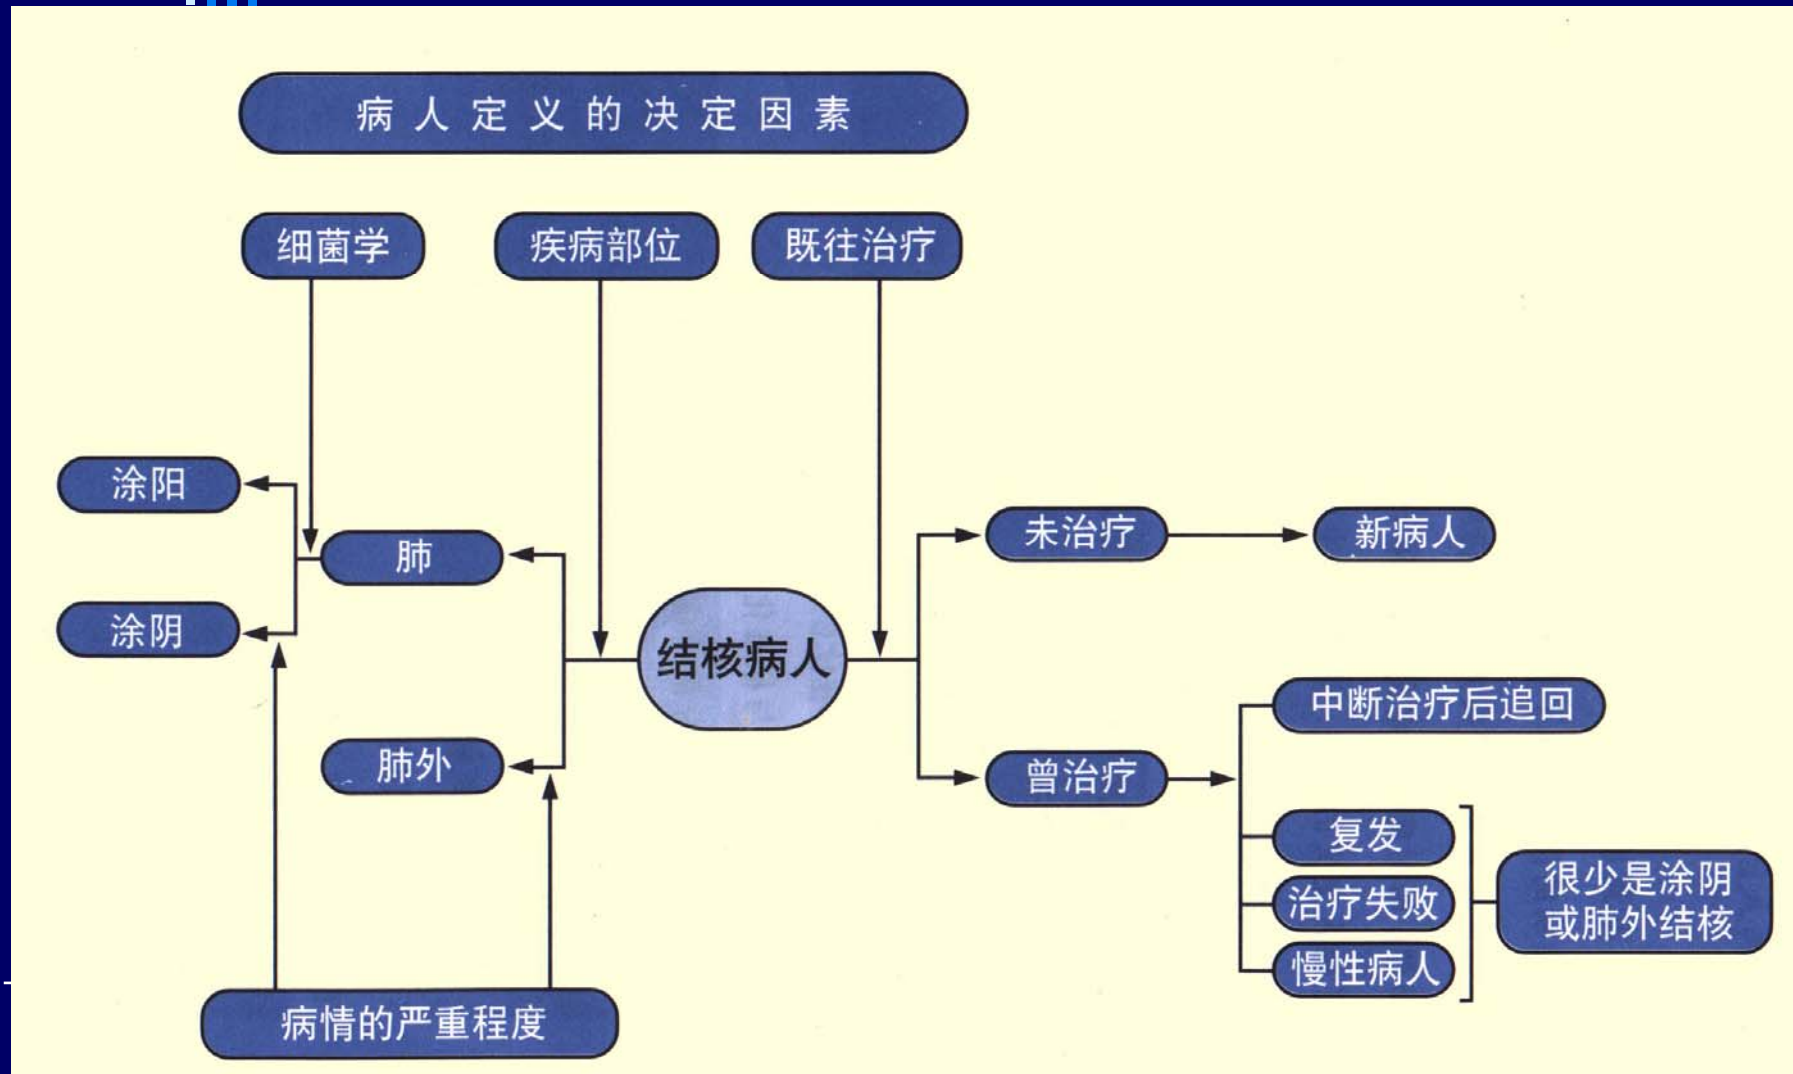 病人定义的决定因素
细菌学
疾病部位
既往治疗
涂阳
涂阴
肺
肺外
结核病人
未治疗
新病人
曾治疗
中断治疗后追回
复发
治疗失败
慢性病人
很少是涂阴
或肺外结核
病情的严重程度